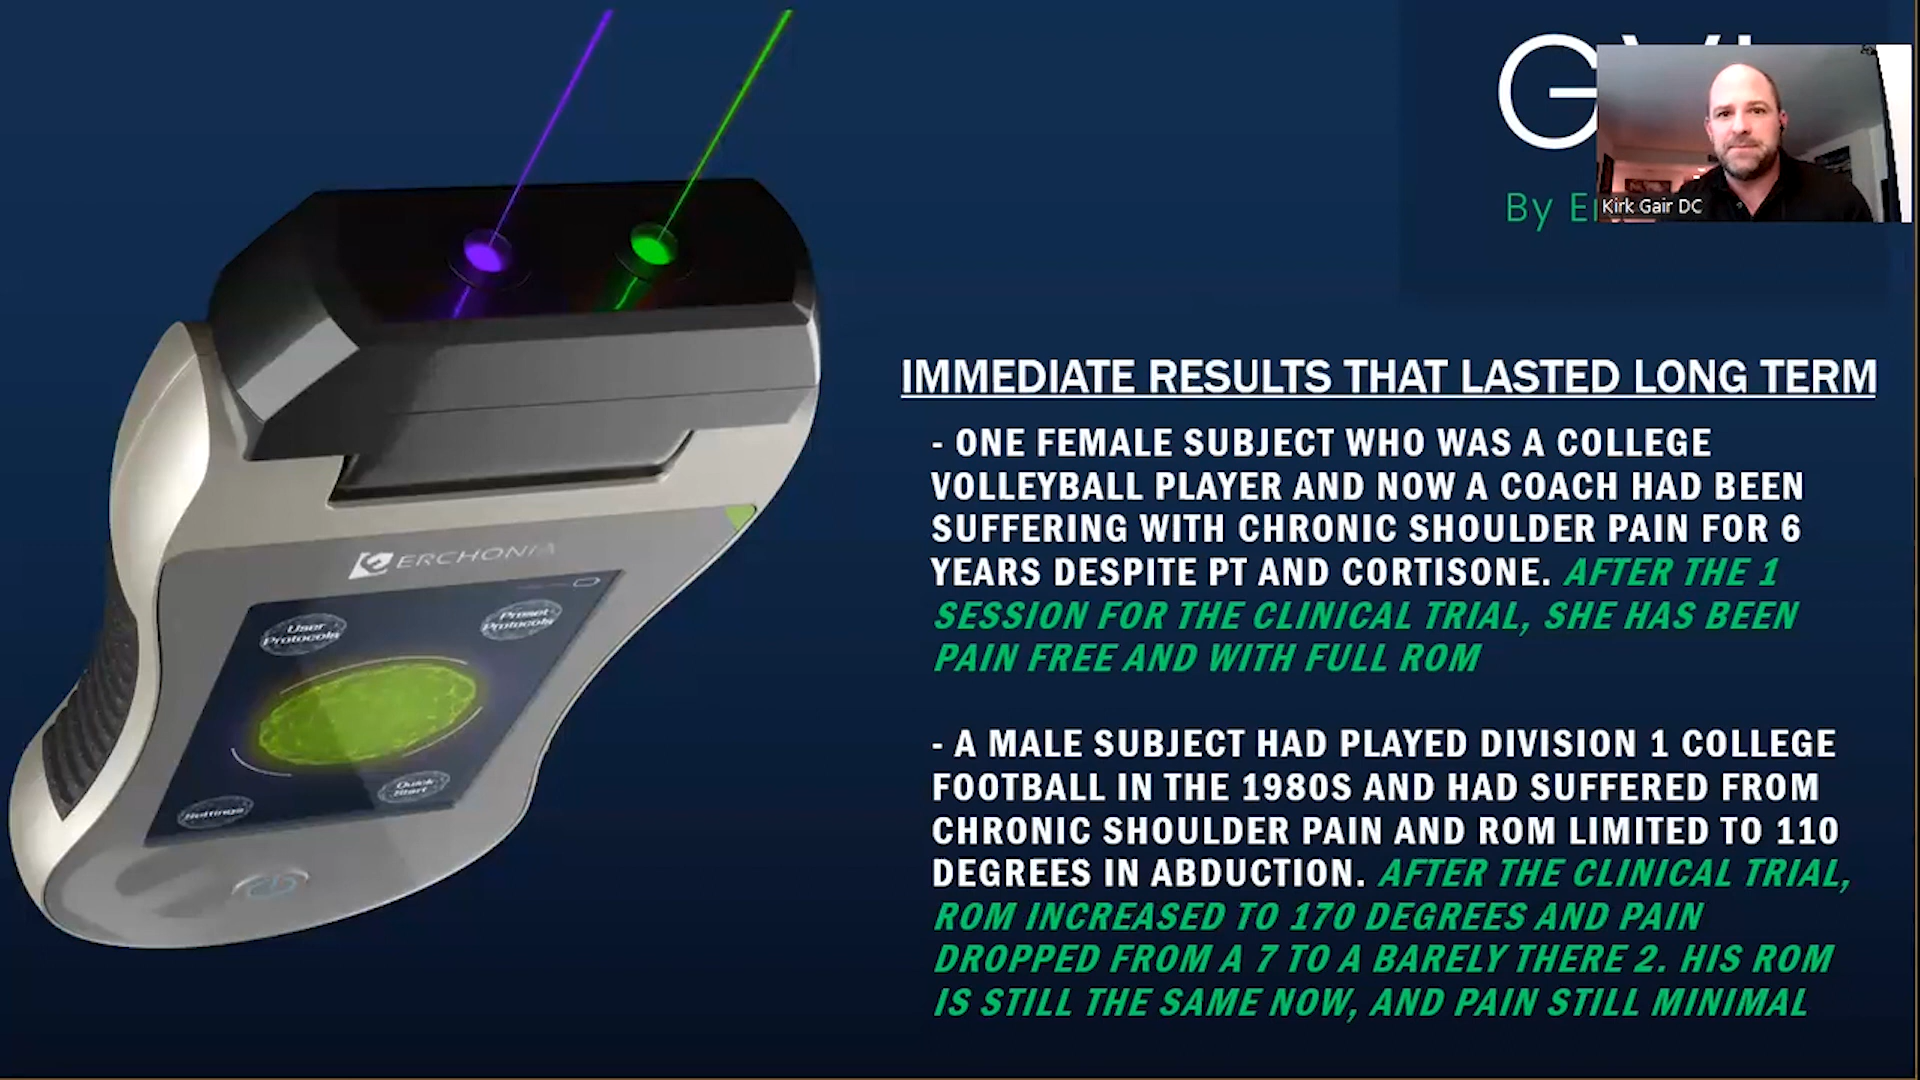 By E
Kirk Gair DC
IMMEDIATE RESULTS THAT LASTED LONG TERM
- ONE FEMALE SUBJECT WHO WAS A COLLEGE
VOLLEYBALL PLAYER AND NOW A COACH HAD BEEN
SUFFERING WITH CHRONIC SHOULDER PAIN FOR 6
YEARS DESPITE PT AND CORTISONE. AFTER THE 1
SESSION FOR THE CLINICAL TRIAL, SHE HAS BEEN
PAIN FREE AND WITH FULL ROM
- A MALE SUBJECT HAD PLAYED DIVISION 1 COLLEGE
FOOTBALL IN THE 1980S AND HAD SUFFERED FROM
CHRONIC SHOULDER PAIN AND ROM LIMITED TO 110
DEGREES IN ABDUCTION. AFTER THE CLINICAL TRIAL,
ROM INCREASED TO 170 DEGREES AND PAIN
DROPPED FROM A 7 TO A BARELY THERE 2. HIS ROM
IS STILL THE SAME NOW, AND PAIN STILL MINIMAL
ERCHONIA
User
Protocols
Preset
Protocols
Quick
Start
Settings